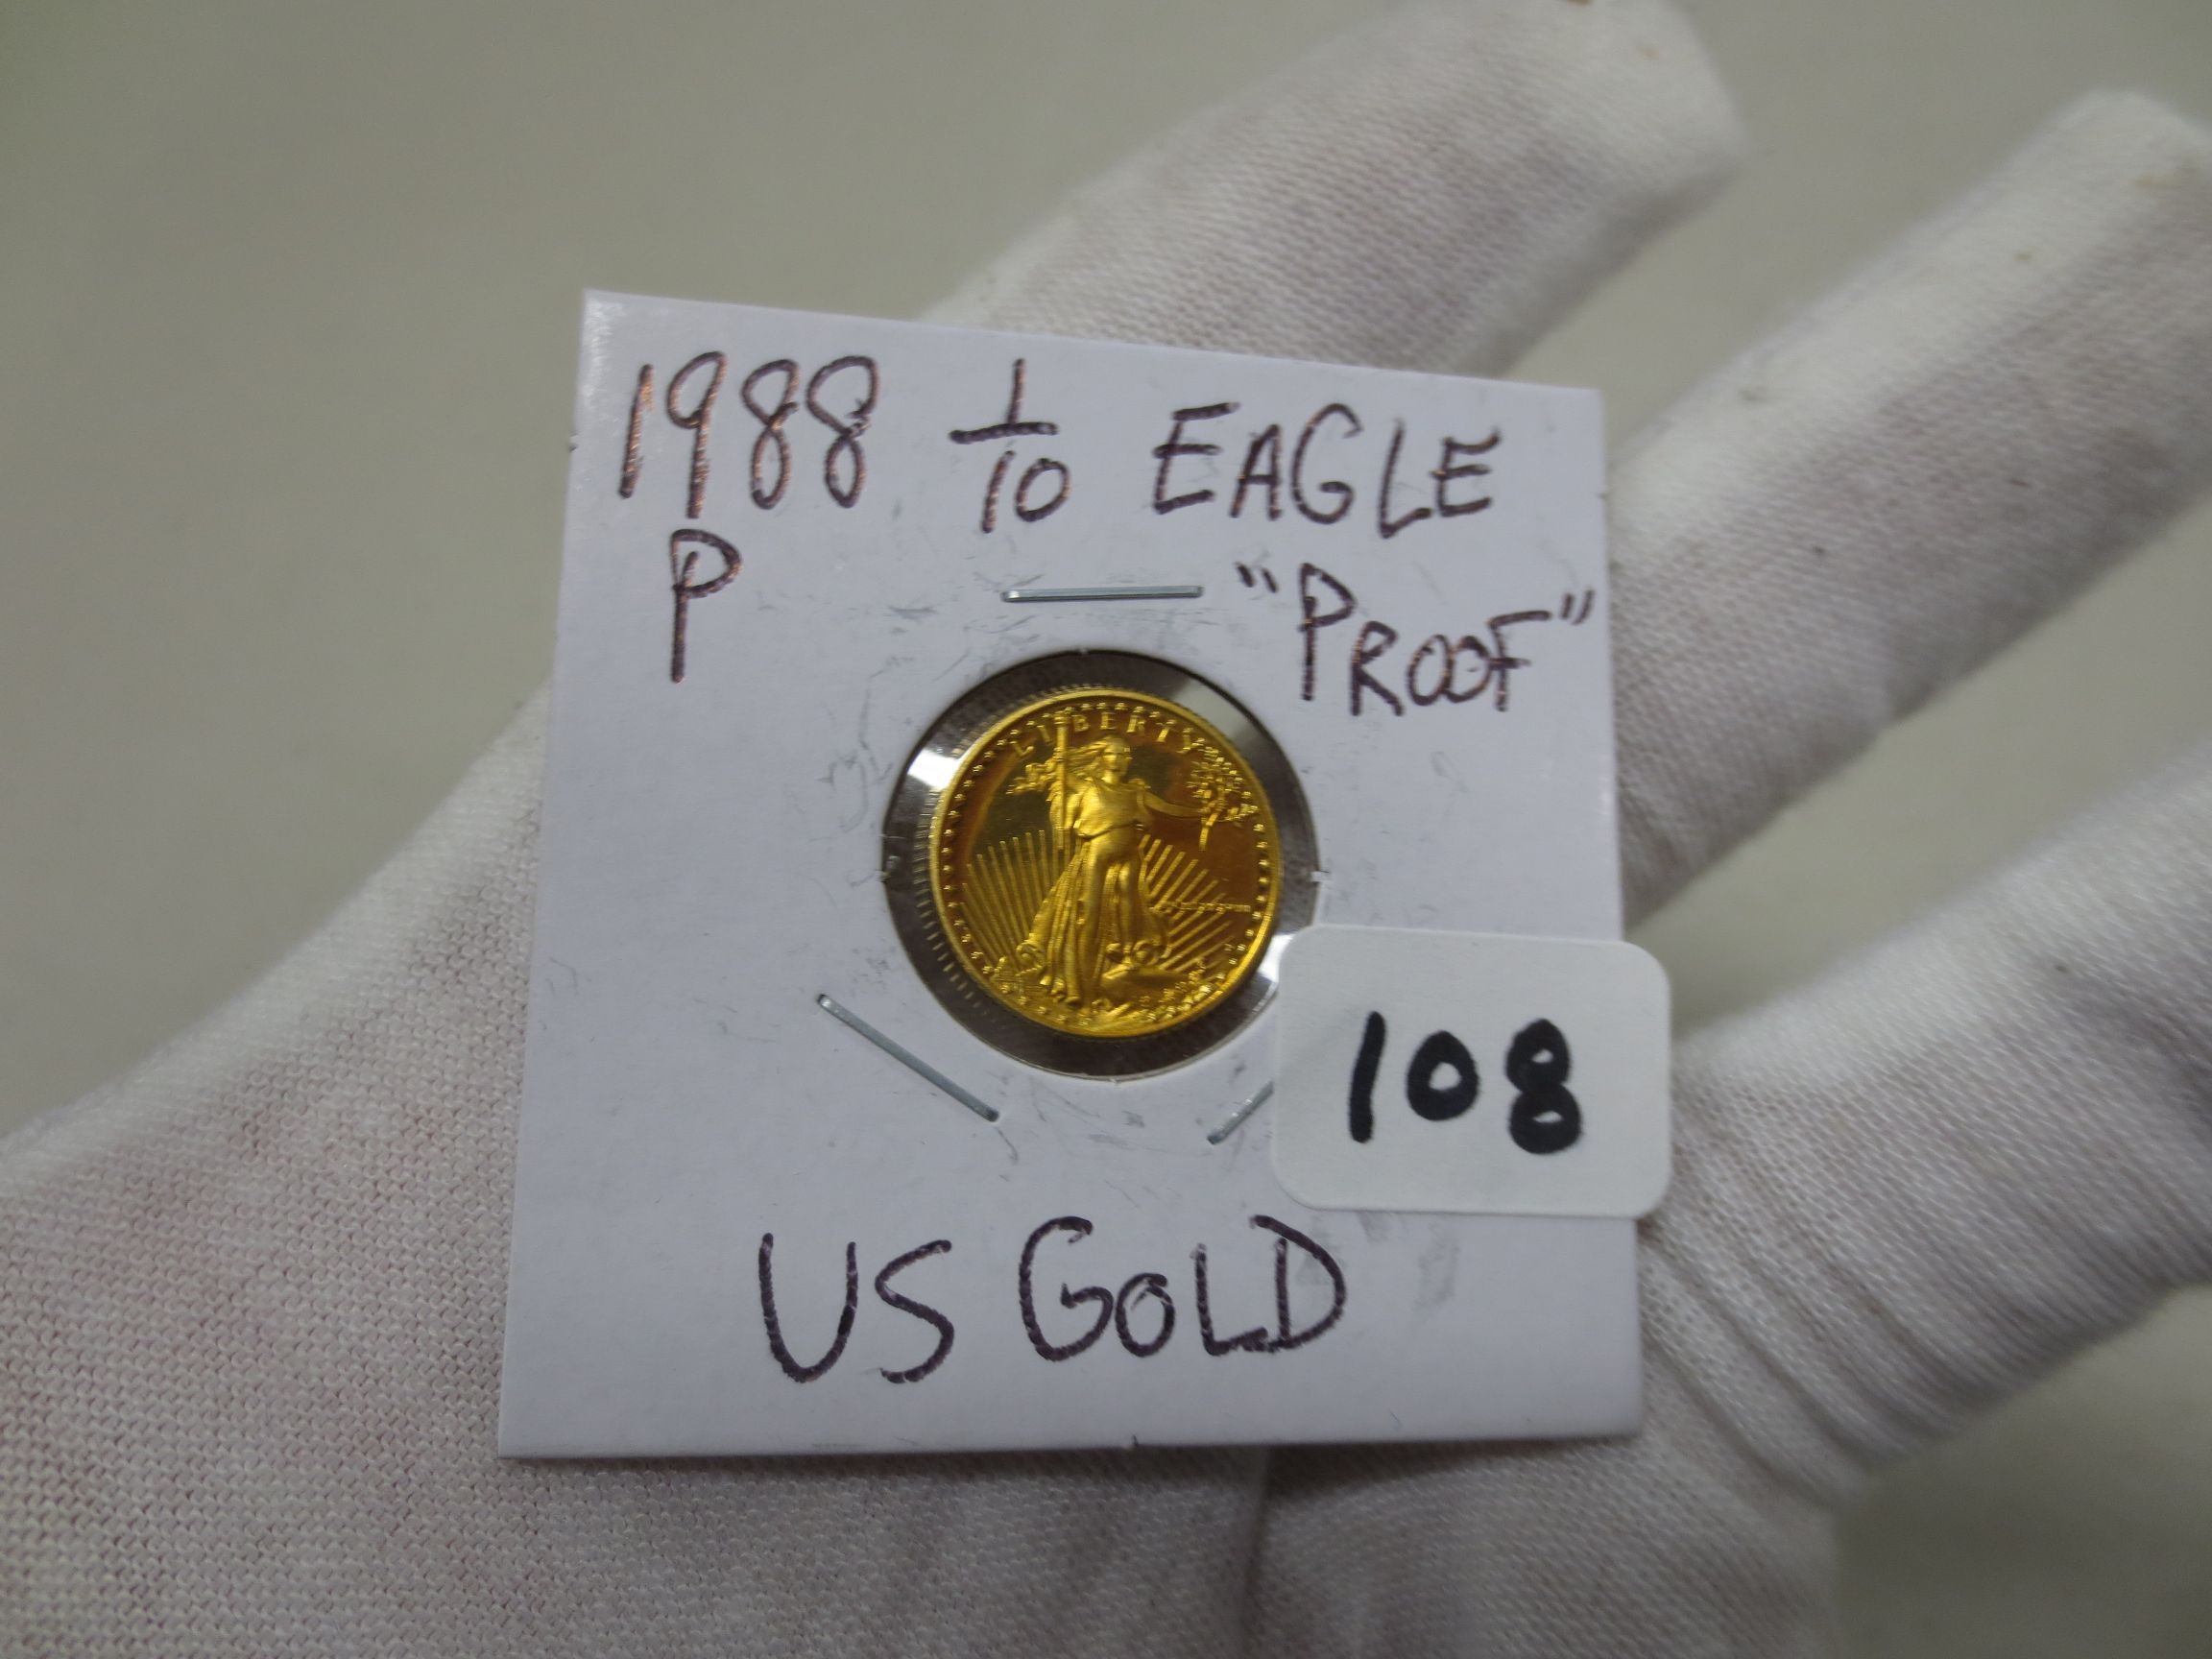 1988 1/10 EAGLE
P "PROOF"
LIBERTY
108
US GOLD